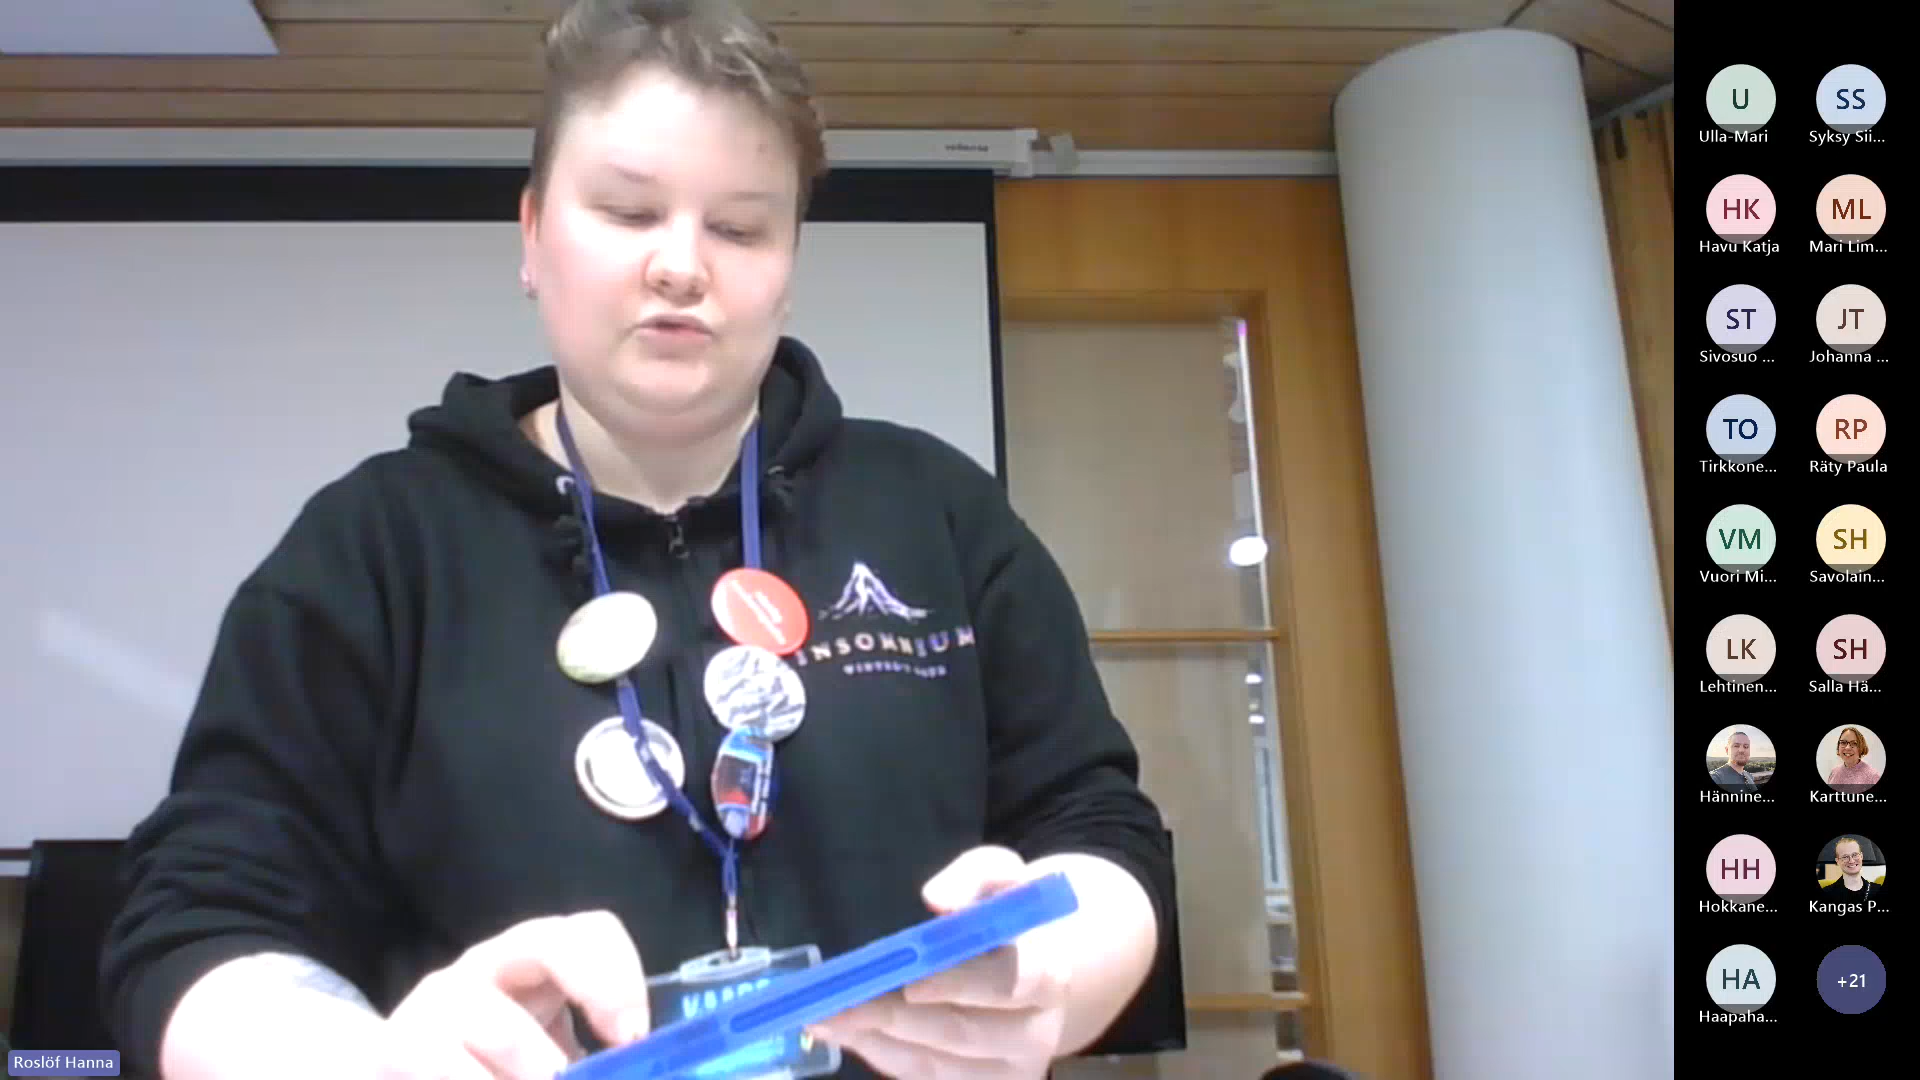 U
SS
Ulla-Mari
Syksy Sii...
HK
ML
Havu Katja
Mari Lim...
ST
JT
Sivosuo ...
Johanna ...
TO
RP
Tirkkone...
Räty Paula
VM
SH
Vuori Mi...
Savolain...
LK
SH
Lehtinen...
Salla Hä...
Hännine...
Karttune...
HH
Hokkane...
Kangas P...
HA
+21
Haapaha...
INSOMNIUM
Roslöf Hanna